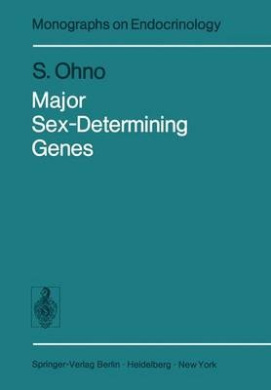 Monographs on Endocrinology
S. Ohno
Major
Sex-Determining
Genes
Springer-Verlag Berlin · Heidelberg · New York